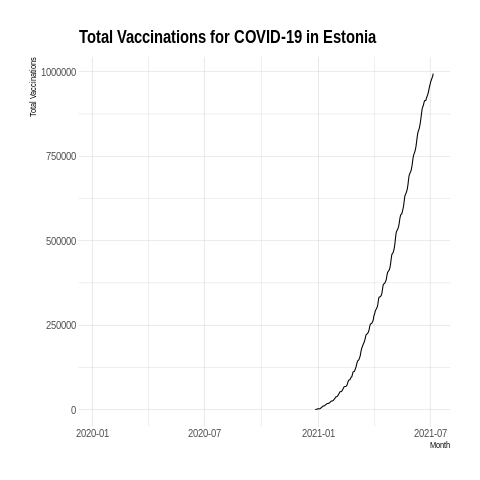 Total Vaccinations for COVID-19 in Estonia
Total Vaccinations
1000000
750000
500000
250000
0
2020-01 2020-07 2021-01 2021-07
Month